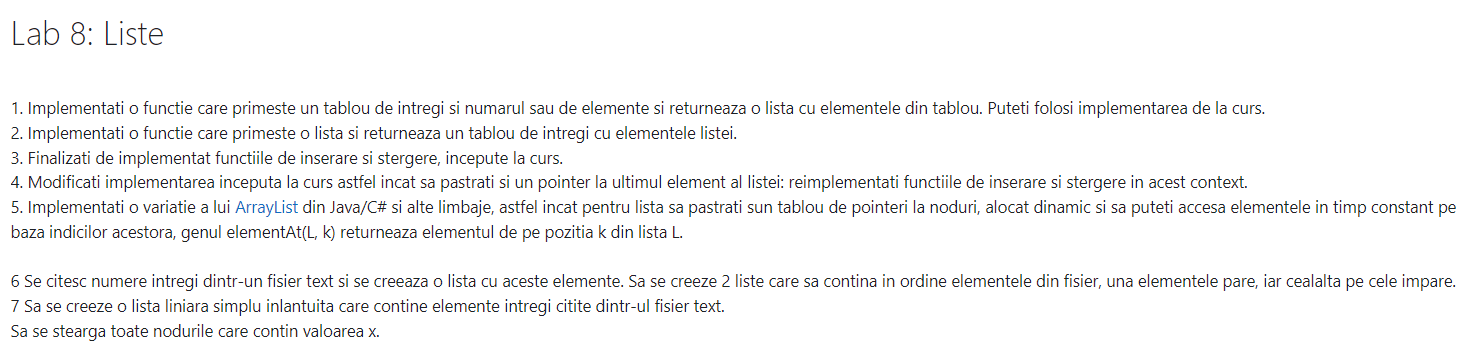 Lab 8: Liste
1. Implementati o functie care primeste un tablou de intregi si numarul sau de elemente si returneaza o lista cu elementele din tablou. Puteti folosi implementarea de la curs.
2. Implementati o functie care primeste o lista si returneaza un tablou de intregi cu elementele listei.
3. Finalizati de implementat functiile de inserare si stergere, incepute la curs.
4. Modificati implementarea inceputa la curs astfel incat sa pastrati si un pointer la ultimul element al listei: reimplementati functiile de inserare si stergere in acest context.
5. Implementati o variatie a lui ArrayList din Java/C# si alte limbaje, astfel incat pentru lista sa pastrati sun tablou de pointeri la noduri, alocat dinamic si sa puteti accesa elementele in timp constant pe
baza indicilor acestora, genul elementAt(L, k) returneaza elementul de pe pozitia k din lista L.
6 Se citesc numere intregi dintr-un fisier text si se creeaza o lista cu aceste elemente. Sa se creeze 2 liste care sa contina in ordine elementele din fisier, una elementele pare, iar cealalta pe cele impare.
7 Sa se creeze o lista liniara simplu inlantuita care contine elemente intregi citite dintr-ul fisier text.
Sa se stearga toate nodurile care contin valoarea x.